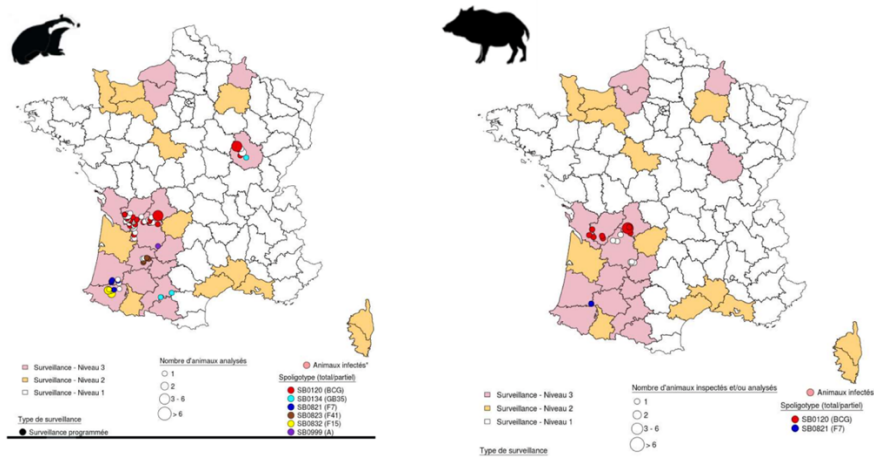 Surveillance - Niveau 3
Surveillance - Niveau 2
Surveillance - Niveau 1
Type de surveillance
Surveillance programmée
Nombre d'animaux analysés
1
2
3 - 6
> 6
Animaux infectés*
Spoligotype (total/partiel)
SB0120 (BCG)
SB0134 (GB35)
SB0821 (F7)
SB0823 (F41)
SB0832 (F15)
SB0999 (A)
Surveillance - Niveau 3
Surveillance - Niveau 2
Surveillance - Niveau 1
Type de surveillance
Nombre d'animaux inspectés et/ou analysés
1
2
3 - 6
> 6
Animaux infectés
Spoligotype (total/partiel)
SB0120 (BCG)
SB0821 (F7)